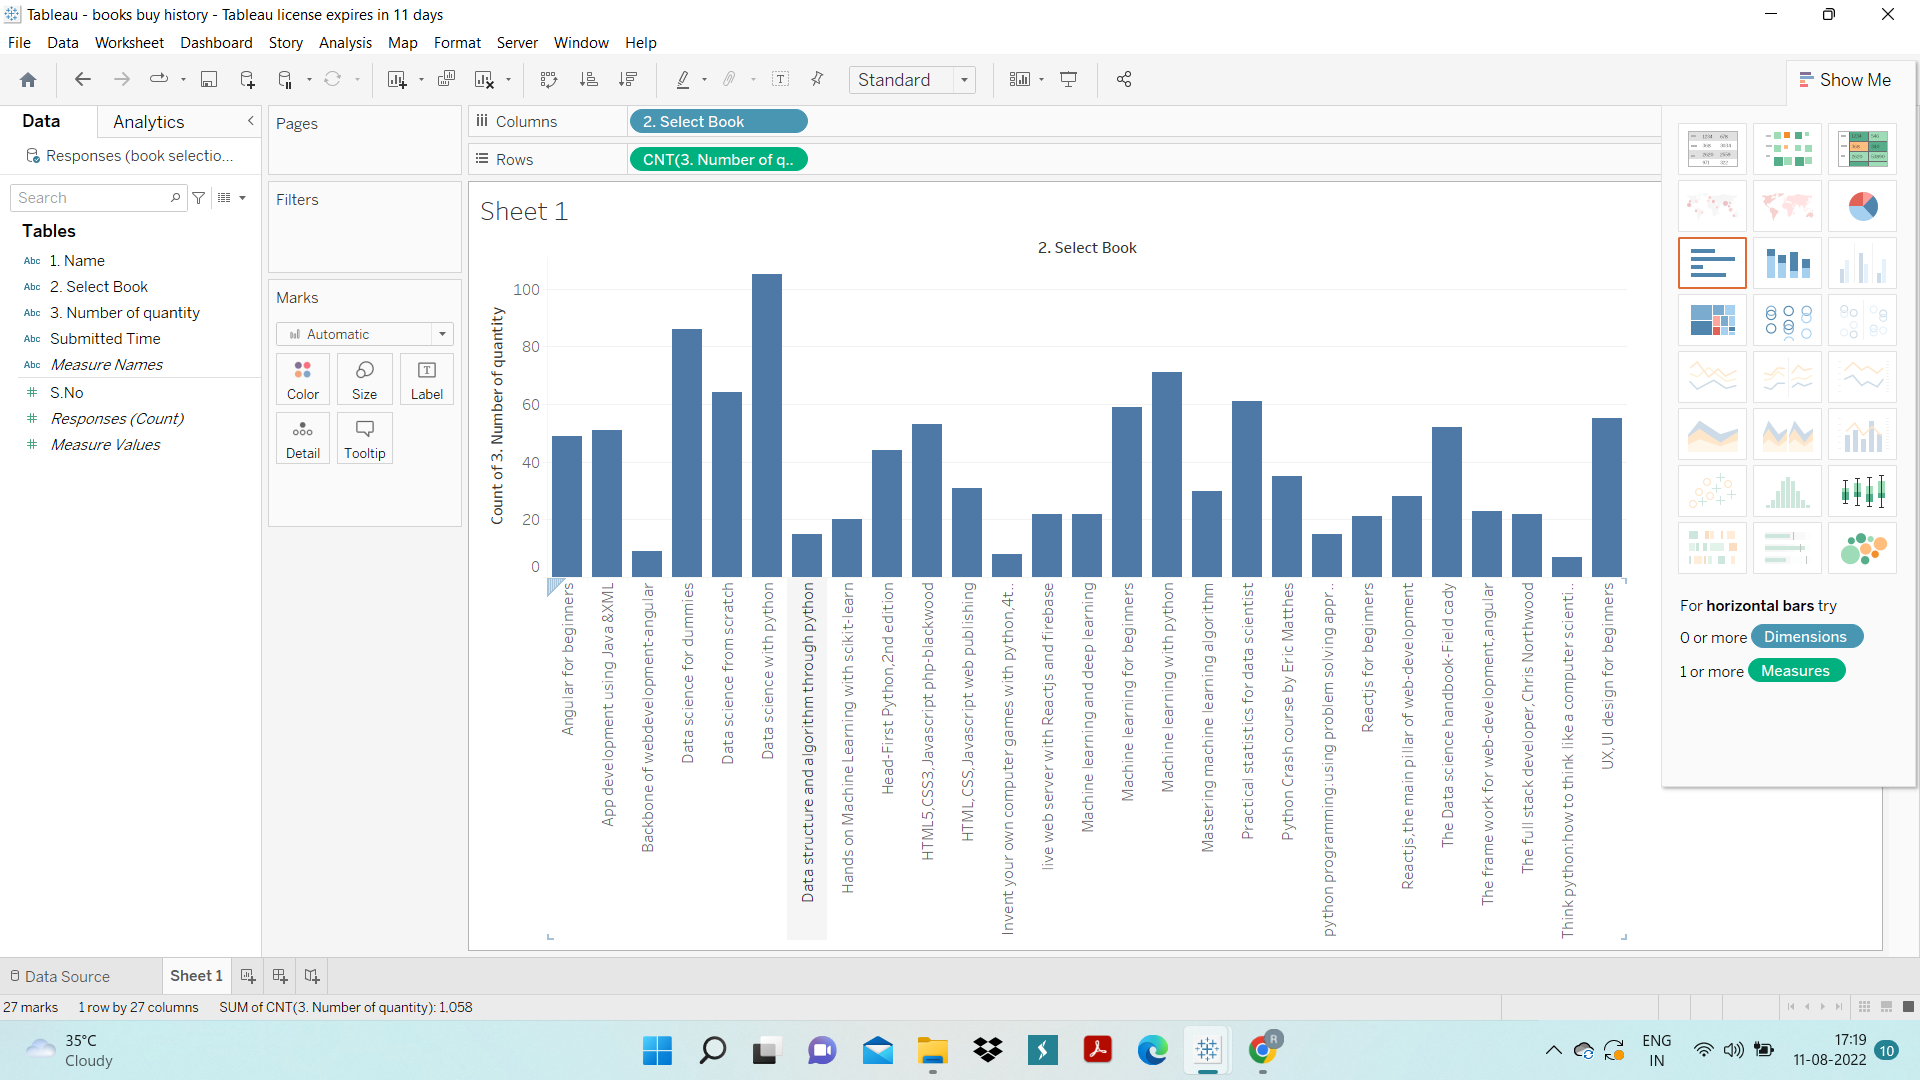 Tableau - books buy history - Tableau license expires in 11 days
File Data Worksheet Dashboard Story Analysis Map Format Server Window Help
Standard
Show Me
Data
Analytics
Responses (book selectio...
Search
Tables
Abc 1. Name
Abc 2. Select Book
Abc 3. Number of quantity
Abc Submitted Time
Abc Measure Names
# S.No
# Responses (Count)
# Measure Values
Pages
Filters
Marks
Automatic
Color
Size
Label
Detail
Tooltip
Columns
2. Select Book
Rows
CNT(3. Number of q..
Sheet 1
2. Select Book
Count of 3. Number of quantity
100
80
60
40
20
0
Angular for beginners
App development using Java &XML
Backbone of webdevelopment-angular
Data science for dummies
Data science from scratch
Data science with python
Data structure and algorithm through python
Hands on Machine Learning with scikit-learn
Head-First Python,2nd edition
HTML5,CSS3,Javascript php-blackwood
HTML,CSS,Javascript web publishing
Invent your own computer games with python,4t..
live web server with Reactjs and firebase
Machine learning and deep learning
Machine learning for beginners
Machine learning with python
Mastering machine learning algorithm
Practical statistics for data scientist
Python Crash course by Eric Matthes
python programming:using problem solving appr..
Reactjs for beginners
Reactjs,the main pillar of web-development
The Data science handbook-Field cady
The frame work for web-development,angular
The full stack developer,Chris Northwood
Think python:how to think like a computer scienti..
UX,UI design for beginners
For horizontal bars try
0 or more Dimensions
1 or more Measures
Data Source
Sheet 1
27 marks
1 row by 27 columns
SUM of CNT(3. Number of quantity): 1,058
35°C
Cloudy
R
ENG
IN
17:19
11-08-2022
10